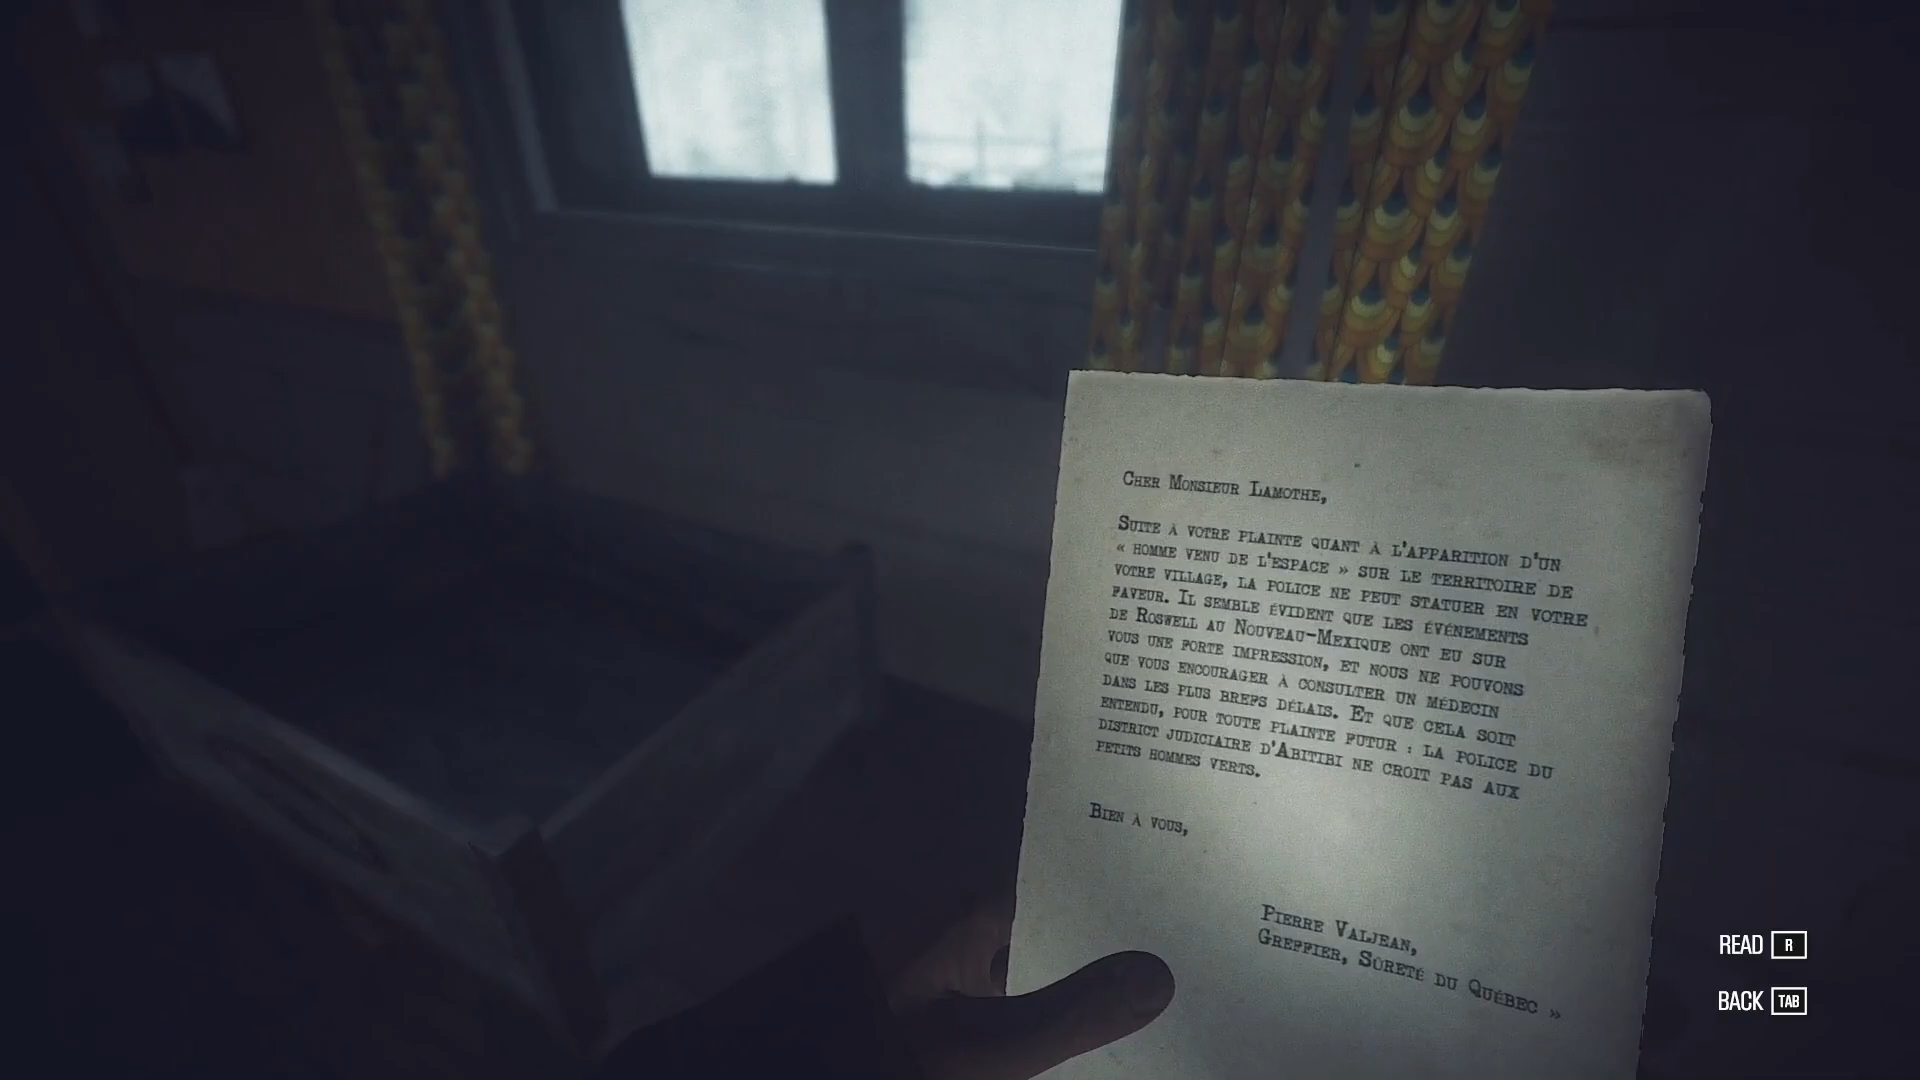 Cher Monsieur Lamothe,
Suite à votre plainte quant à l'apparition d'un
« homme venu de l'espace » sur le territoire de
votre village, la police ne peut statuer en votre
faveur. Il semble évident que les événements
de Roswell au Nouveau-Mexique ont eu sur
vous une forte impression, et nous ne pouvons
que vous encourager à consulter un médecin
dans les plus brefs délais. Et que cela soit
entendu, pour toute plainte futur : la police du
district judiciaire d'Abitibi ne croit pas aux
petits hommes verts.
Bien à vous,
Pierre Valjean,
Greffier, Sûreté du Québec »
READ R
BACK TAB